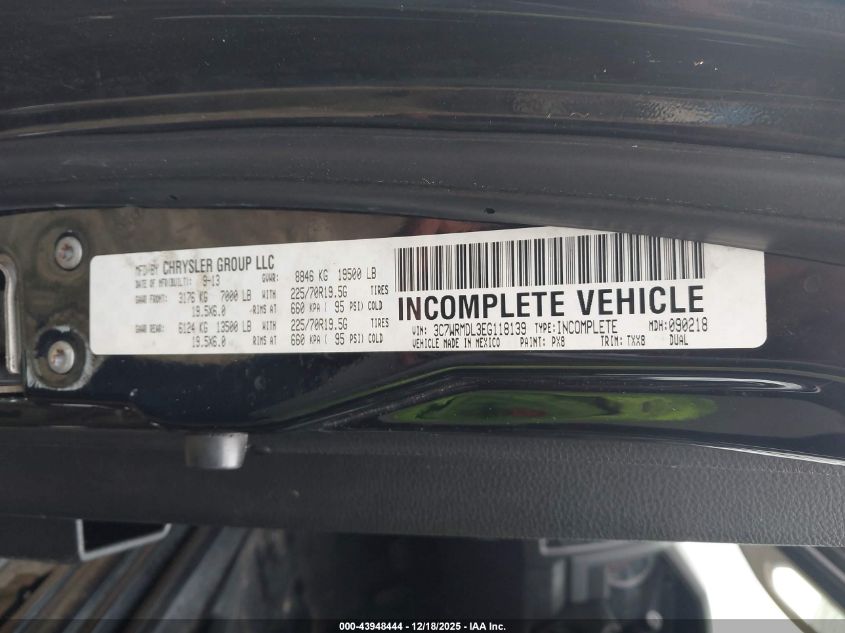 MFD BY CHRYSLER GROUP LLC
DATE OF MFR(BUILT): 9-13 GVWR: 8846 KG 19500 LB
GAWR FRONT: 3176 KG 7000 LB WITH 225/70R19.5G TIRES
19.5X6.0 RIMS AT 660 KPA ( 95 PSI) COLD
GAWR REAR: 6124 KG 13500 LB WITH 225/70R19.5G TIRES
19.5X6.0 RIMS AT 660 KPA ( 95 PSI) COLD
INCOMPLETE VEHICLE
VIN: 3C7WRMDL3EG118139 TYPE: INCOMPLETE MDH: 090218
VEHICLE MADE IN MEXICO PAINT: PX8 TRIM: TXX8 DUAL
000-43948444 - 12/18/2025 - IAA Inc.